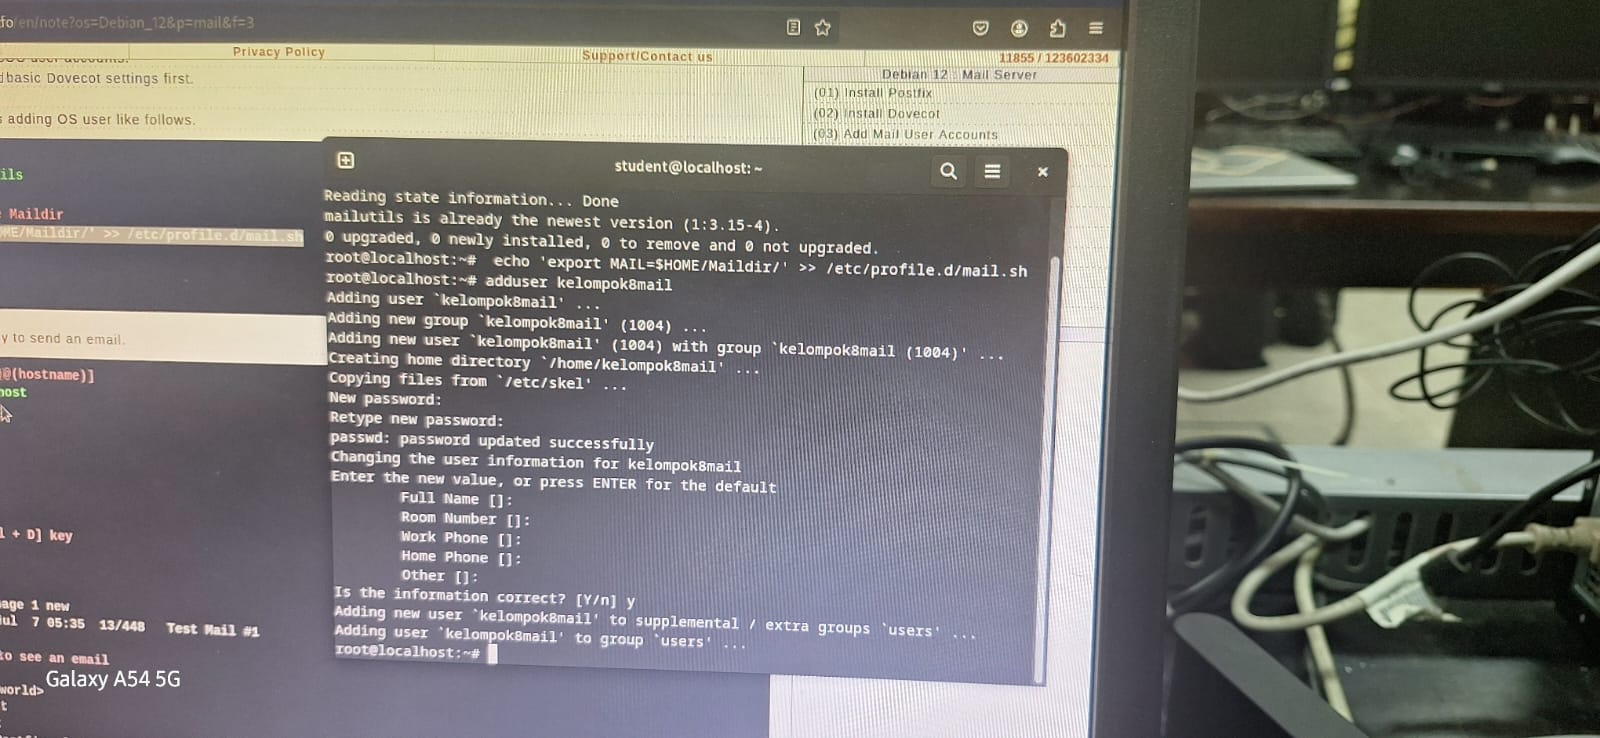 fo/en/note?os=Debian_12&p=mail&f=3
Privacy Policy
Support/Contact us
11855 / 123602334
basic Dovecot settings first.
adding OS user like follows.
Debian 12 : Mail Server
(01) Install Postfix
(02) Install Dovecot
(03) Add Mail User Accounts
ils
Maildir
OME/Maildir/' >> /etc/profile.d/mail.sh
y to send an email.
@(hostname)]
host
l + D] key
age 1 new
ul  7 05:35  13/448  Test Mail #1
to see an email
world>
t
student@localhost: ~
Reading state information... Done
mailutils is already the newest version (1:3.15-4).
0 upgraded, 0 newly installed, 0 to remove and 0 not upgraded.
root@localhost:~#  echo 'export MAIL=$HOME/Maildir/' >> /etc/profile.d/mail.sh
root@localhost:~# adduser kelompok8mail
Adding user `kelompok8mail' ...
Adding new group `kelompok8mail' (1004) ...
Adding new user `kelompok8mail' (1004) with group `kelompok8mail (1004)' ...
Creating home directory `/home/kelompok8mail' ...
Copying files from `/etc/skel' ...
New password:
Retype new password:
passwd: password updated successfully
Changing the user information for kelompok8mail
Enter the new value, or press ENTER for the default
Full Name []:
Room Number []:
Work Phone []:
Home Phone []:
Other []:
Is the information correct? [Y/n] y
Adding new user `kelompok8mail' to supplemental / extra groups `users' ...
Adding user `kelompok8mail' to group `users' ...
root@localhost:~#
Galaxy A54 5G